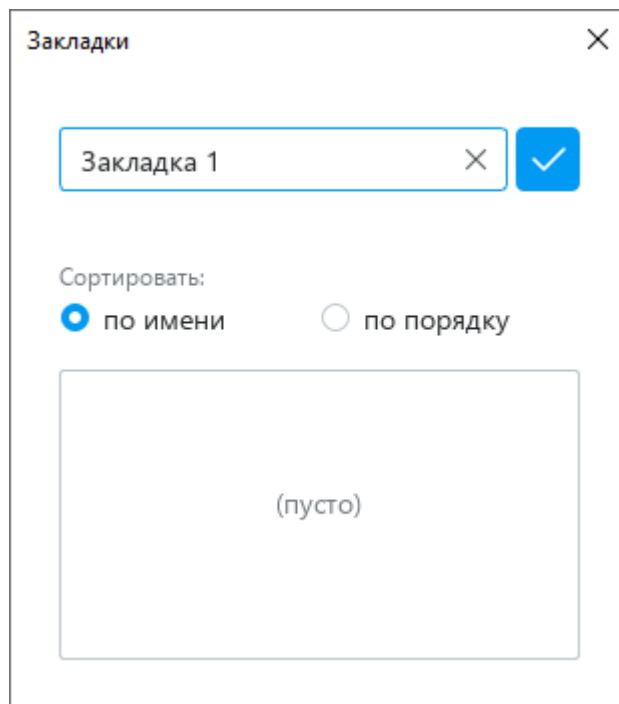 Закладки
Закладка 1
Сортировать:
по имени по порядку
(пусто)